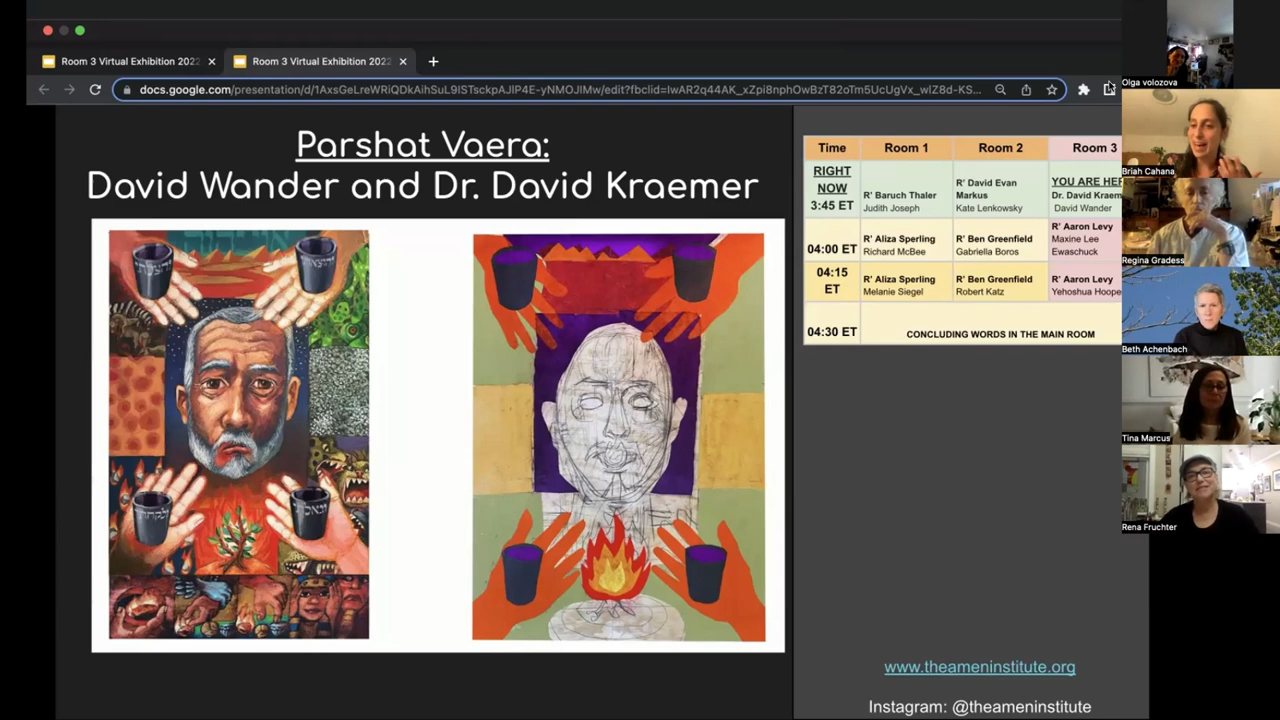 Room 3 Virtual Exhibition 2022
Room 3 Virtual Exhibition 2022
docs.google.com/presentation/d/1AxsGeLreWRiQDkAihSuL9ISTsckpAJIP4E-yNMOJIMw/edit?fbclid=IwAR2q44AK_xZpi8nphOwBzT82oTm5UcUgVx_wlZ8d-KS...
Parshat Vaera:
David Wander and Dr. David Kraemer
Time Room 1 Room 2 Room 3
RIGHT NOW 3:45 ET
R' Baruch Thaler
Judith Joseph
R' David Evan
Markus
Kate Lenkowsky
YOU ARE HER
Dr. David Kraem
David Wander
04:00 ET
R' Aliza Sperling
Richard McBee
R' Ben Greenfield
Gabriella Boros
R' Aaron Levy
Maxine Lee
Ewaschuck
04:15
ET
R' Aliza Sperling
Melanie Siegel
R' Ben Greenfield
Robert Katz
R' Aaron Levy
Yehoshua Hoope
04:30 ET
CONCLUDING WORDS IN THE MAIN ROOM
www.theameninstitute.org
Instagram: @theameninstitute
Olga volozova
Briah Cahana
Regina Gradess
Beth Achenbach
Tina Marcus
Rena Fruchter